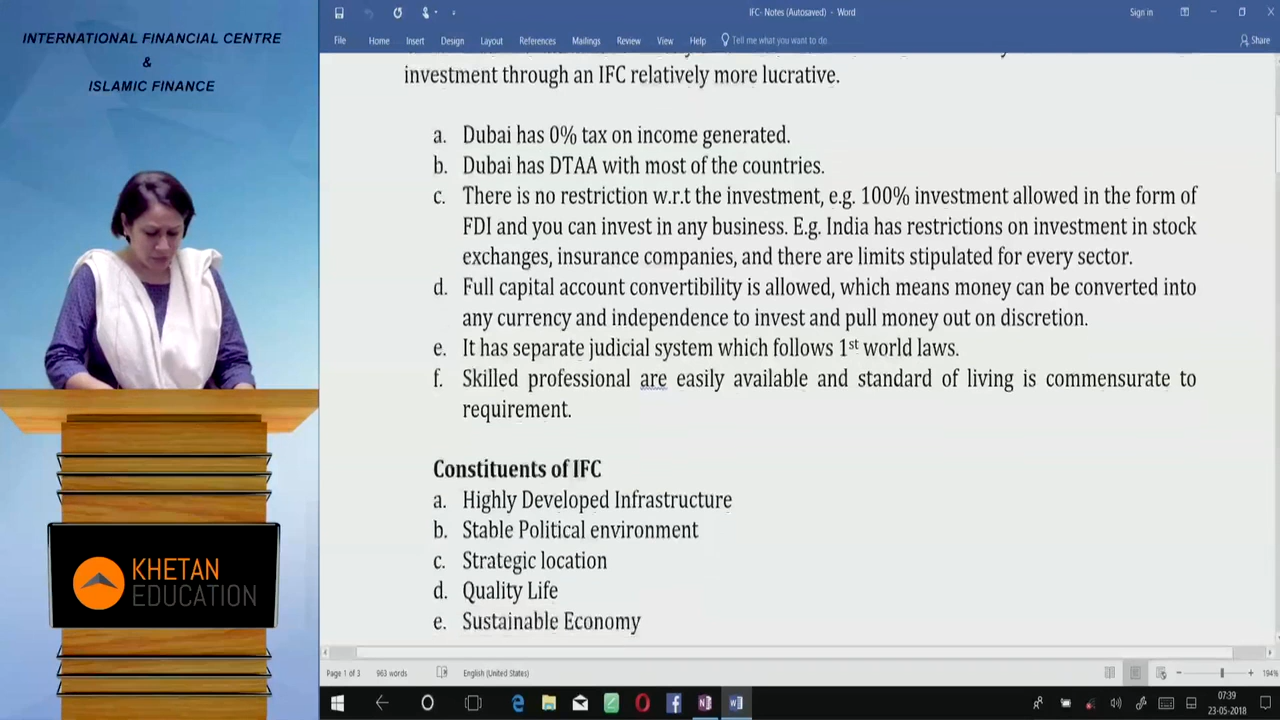 INTERNATIONAL FINANCIAL CENTRE
&
ISLAMIC FINANCE
KHETAN
EDUCATION
IFC- Notes (Autosaved) - Word
Sign in
File Home Insert Design Layout References Mailings Review View Help Tell me what you want to do
Share
investment through an IFC relatively more lucrative.
a. Dubai has 0% tax on income generated.
b. Dubai has DTAA with most of the countries.
c. There is no restriction w.r.t the investment, e.g. 100% investment allowed in the form of
FDI and you can invest in any business. E.g. India has restrictions on investment in stock
exchanges, insurance companies, and there are limits stipulated for every sector.
d. Full capital account convertibility is allowed, which means money can be converted into
any currency and independence to invest and pull money out on discretion.
e. It has separate judicial system which follows 1st world laws.
f. Skilled professional are easily available and standard of living is commensurate to
requirement.
Constituents of IFC
a. Highly Developed Infrastructure
b. Stable Political environment
c. Strategic location
d. Quality Life
e. Sustainable Economy
Page 1 of 3 963 words English (United States)
194%
07:39
23-05-2018